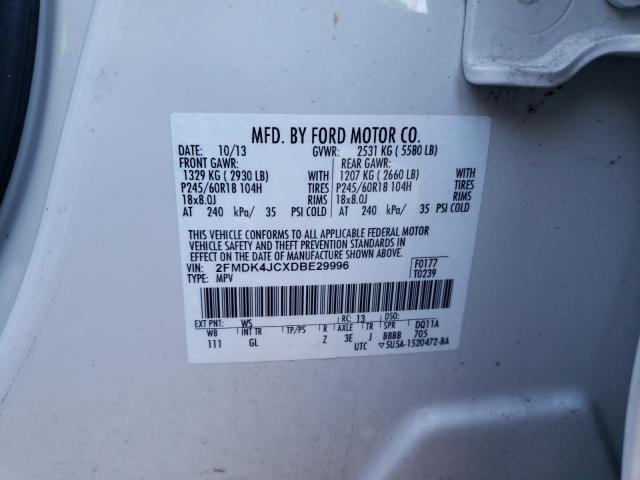 MFD. BY FORD MOTOR CO.
DATE: 10/13 GVWR: 2531 KG ( 5580 LB)
FRONT GAWR: REAR GAWR:
1329 KG ( 2930 LB) WITH 1207 KG ( 2660 LB) WITH
P245/60R18 104H TIRES P245/60R18 104H TIRES
18x8.0J RIMS 18x8.0J RIMS
AT 240 kPa/ 35 PSI COLD AT 240 kPa/ 35 PSI COLD
THIS VEHICLE CONFORMS TO ALL APPLICABLE FEDERAL MOTOR
VEHICLE SAFETY AND THEFT PREVENTION STANDARDS IN
EFFECT ON THE DATE OF MANUFACTURE SHOWN ABOVE.
VIN: 2FMDK4JCXDBE29996 F0177
TYPE: MPV T0239
EXT PNT: WS RC: 13 DSO:
WB INT TR TP/PS R AXLE TR SPR DQ11A
111 GL Z 3E J BBBB 705
UTC ▽5U5A-1520472-BA